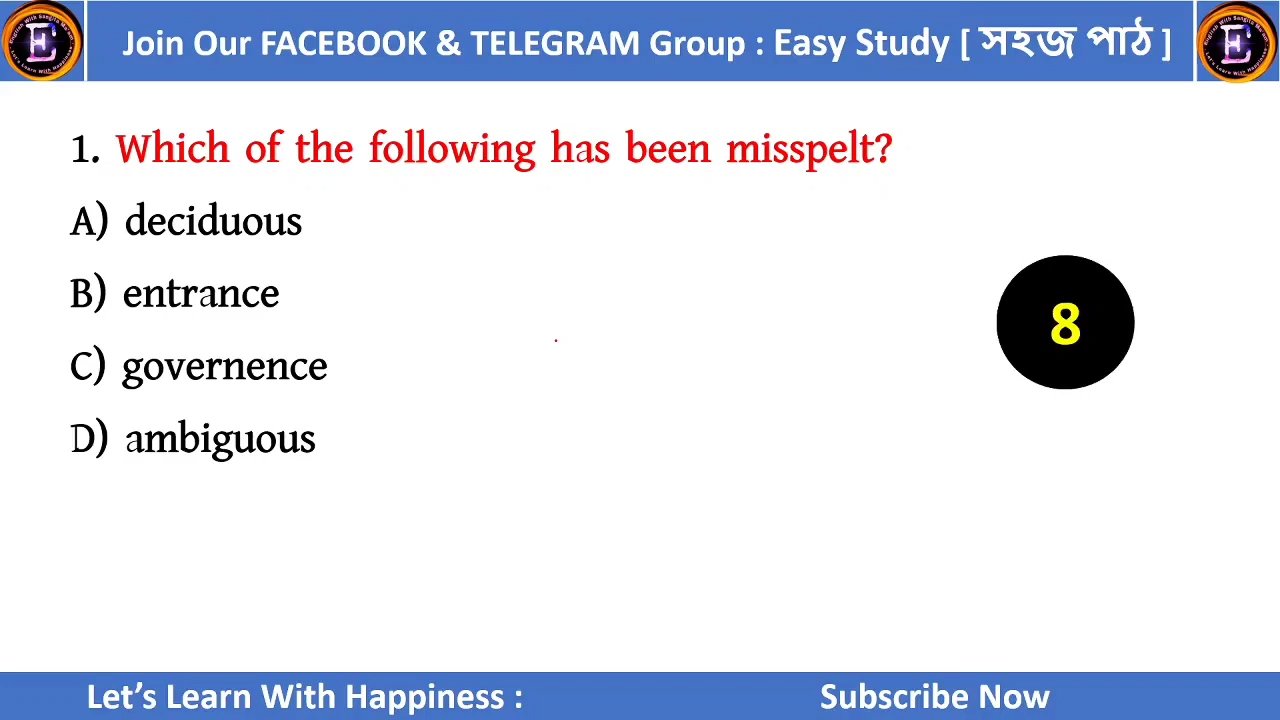 Join Our FACEBOOK & TELEGRAM Group : Easy Study [ সহজ পাঠ ]
1. Which of the following has been misspelt?
A) deciduous
B) entrance
C) governence
D) ambiguous
8
Let’s Learn With Happiness :
Subscribe Now